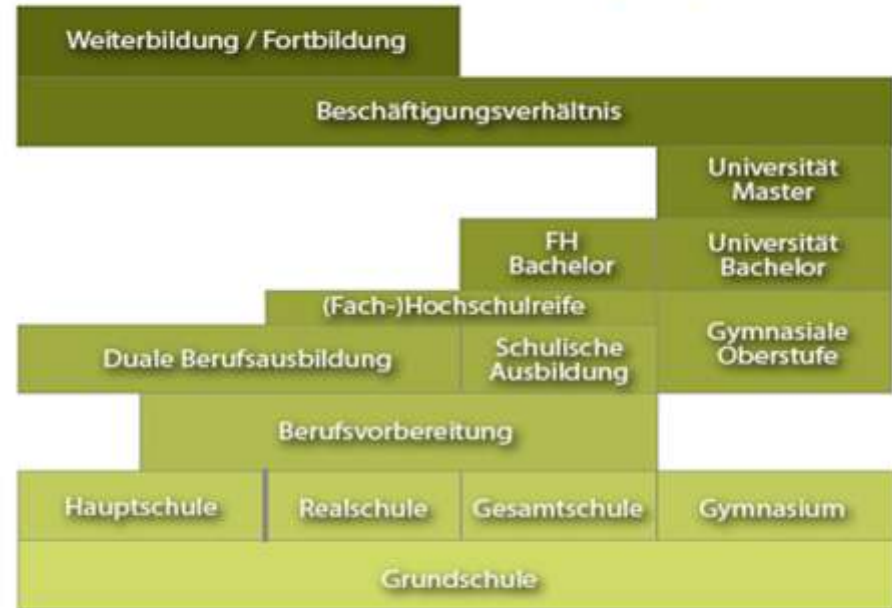 Weiterbildung / Fortbildung
Beschäftigungsverhältnis
Universität
Master
FH
Bachelor
Universität
Bachelor
(Fach-)Hochschulreife
Duale Berufsausbildung
Schulische
Ausbildung
Gymnasiale
Oberstufe
Berufsvorbereitung
Hauptschule
Realschule
Gesamtschule
Gymnasium
Grundschule